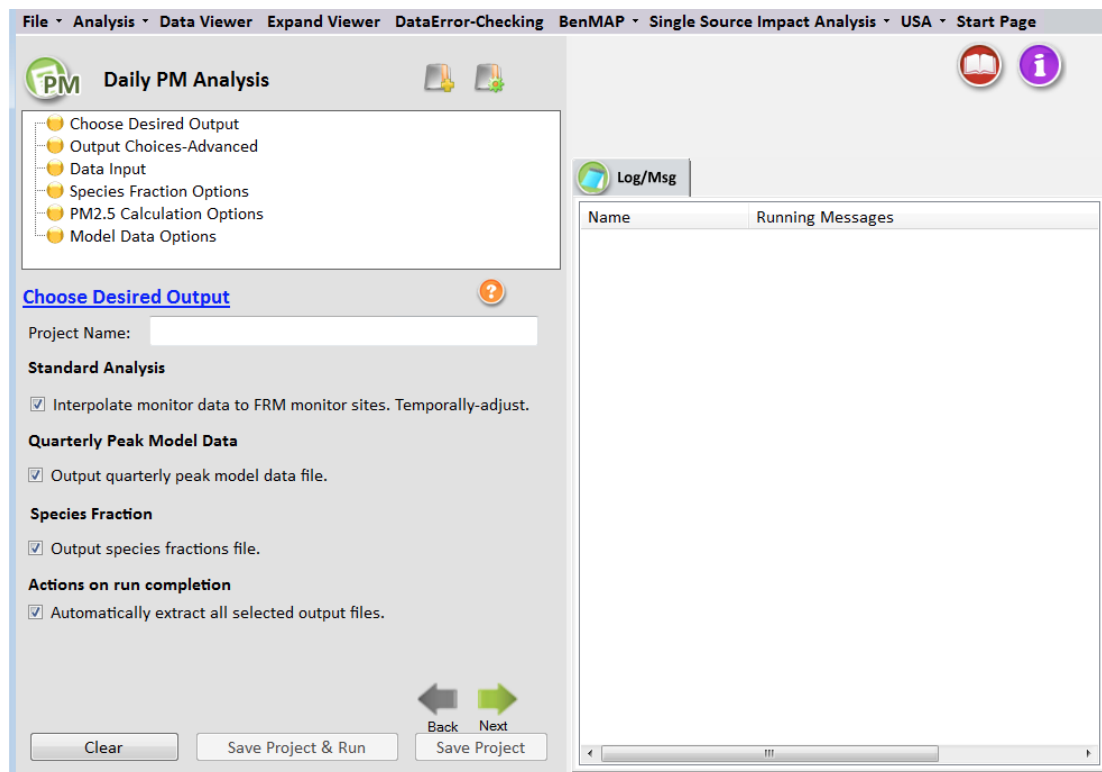 File Analysis Data Viewer Expand Viewer DataError-Checking BenMAP Single Source Impact Analysis USA Start Page
PM Daily PM Analysis
Choose Desired Output
Output Choices-Advanced
Data Input
Species Fraction Options
PM2.5 Calculation Options
Model Data Options
Choose Desired Output
?
Project Name:
Standard Analysis
Interpolate monitor data to FRM monitor sites. Temporally-adjust.
Quarterly Peak Model Data
Output quarterly peak model data file.
Species Fraction
Output species fractions file.
Actions on run completion
Automatically extract all selected output files.
Back Next
Clear Save Project & Run Save Project
i
Log/Msg
Name Running Messages